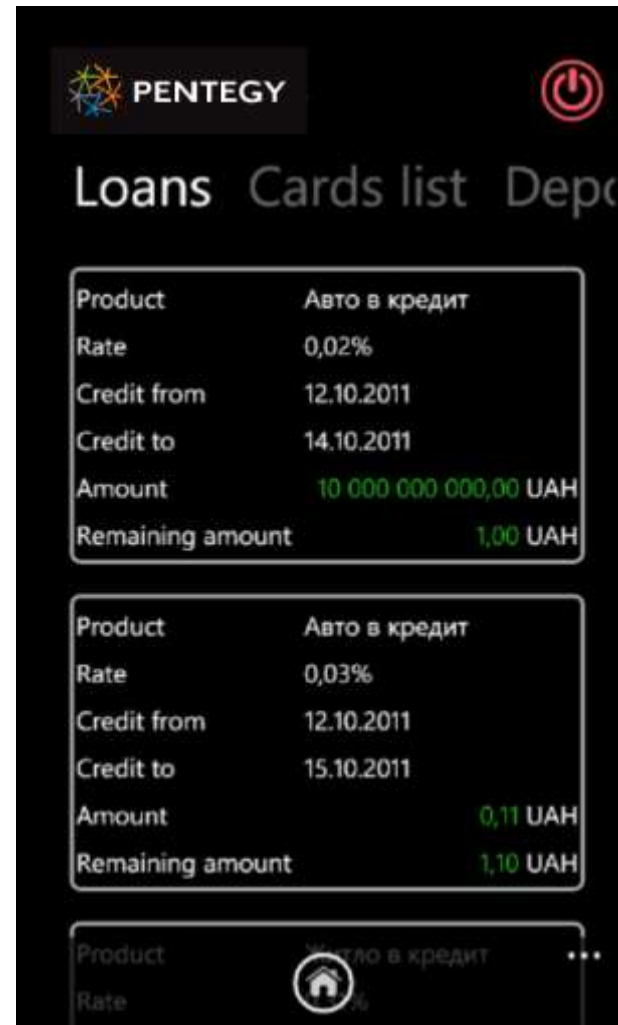 PENTEGY
Loans Cards list Depo
Product Авто в кредит
Rate 0,02%
Credit from 12.10.2011
Credit to 14.10.2011
Amount 10 000 000 000,00 UAH
Remaining amount 1,00 UAH
Product Авто в кредит
Rate 0,03%
Credit from 12.10.2011
Credit to 15.10.2011
Amount 0,11 UAH
Remaining amount 1,10 UAH
Product Житло в кредит
Rate %